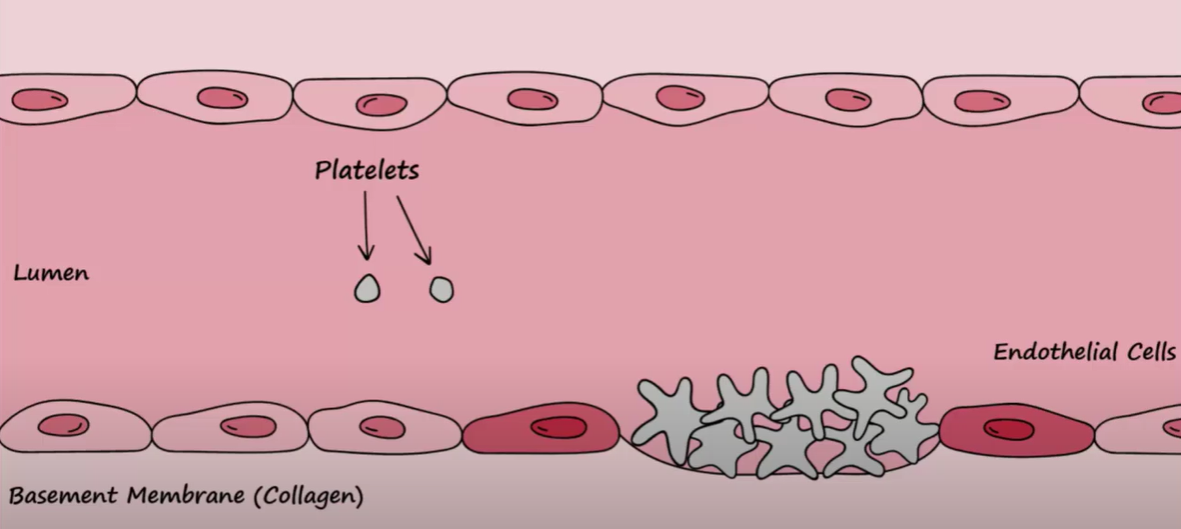 Platelets
Lumen
Endothelial Cells
Basement Membrane (Collagen)